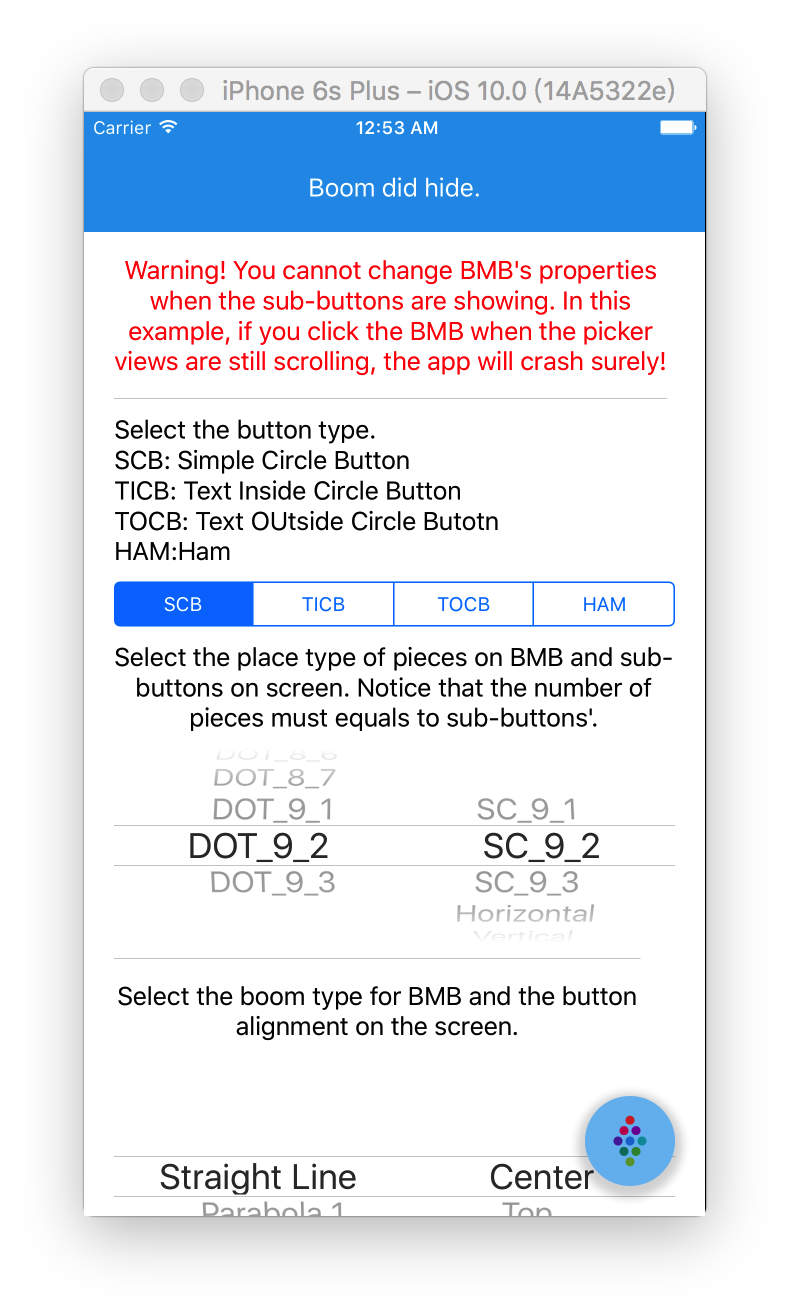 iPhone 6s Plus – iOS 10.0 (14A5322e)
Carrier 12:53 AM
Boom did hide.
Warning! You cannot change BMB's properties
when the sub-buttons are showing. In this
example, if you click the BMB when the picker
views are still scrolling, the app will crash surely!
Select the button type.
SCB: Simple Circle Button
TICB: Text Inside Circle Button
TOCB: Text OUtside Circle Butotn
HAM:Ham
SCB TICB TOCB HAM
Select the place type of pieces on BMB and sub-
buttons on screen. Notice that the number of
pieces must equals to sub-buttons'.
DOT_8_6
DOT_8_7
DOT_9_1 SC_9_1
DOT_9_2 SC_9_2
DOT_9_3 SC_9_3
Horizontal
Vertical
Select the boom type for BMB and the button
alignment on the screen.
Straight Line Center
Parabola 1 Top